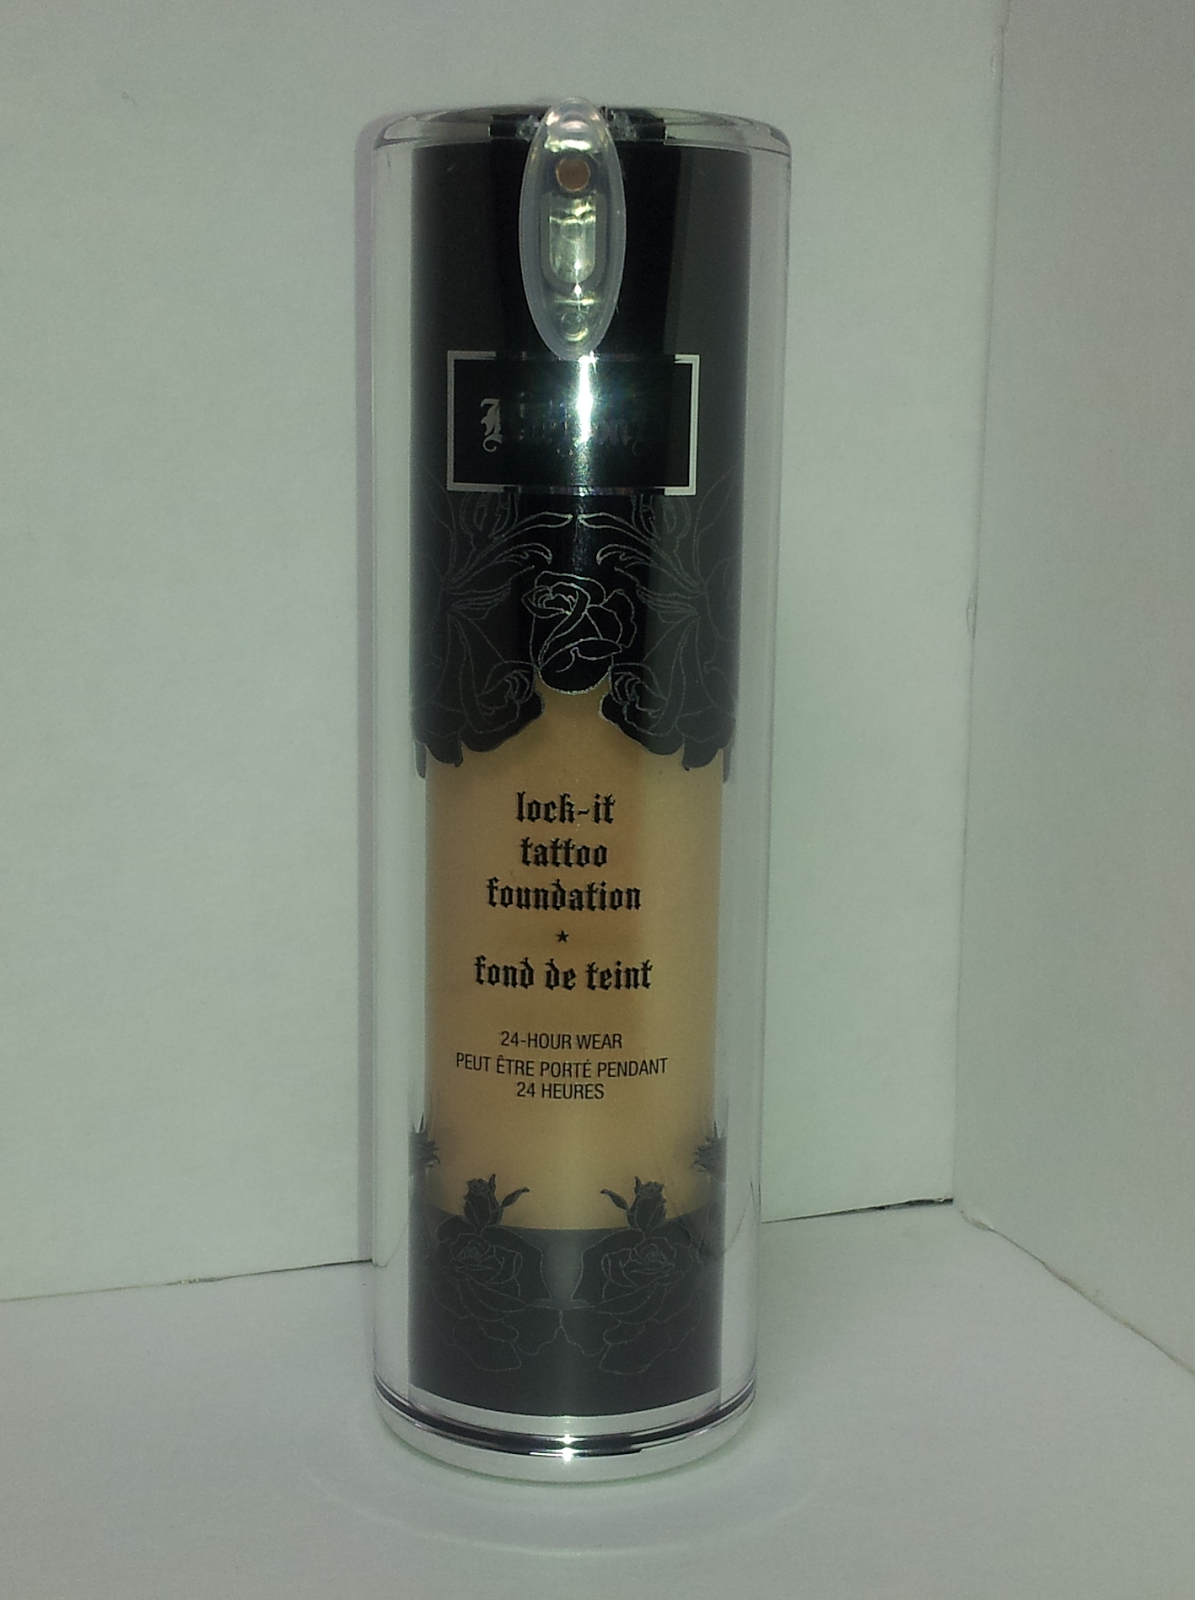 lock-it
tattoo
foundation
fond de teint
24-HOUR WEAR
PEUT ÊTRE PORTÉ PENDANT
24 HEURES